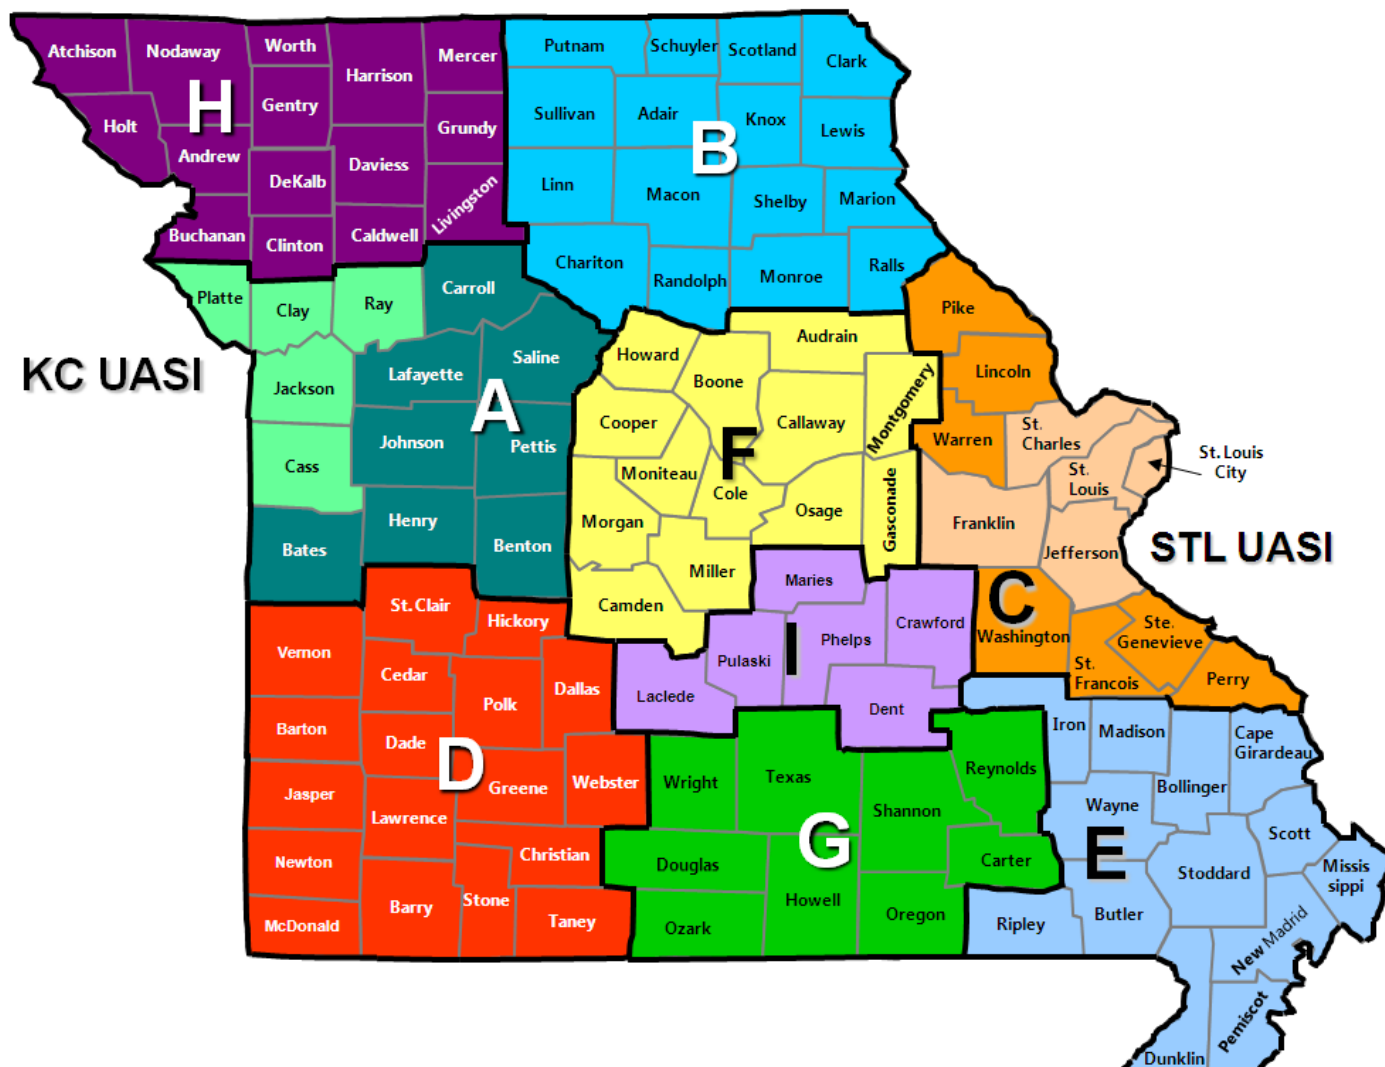 Atchison
Nodaway
Worth
Harrison
Mercer
Putnam
Schuyler
Scotland
Clark
H
Gentry
Holt
Grundy
Sullivan
Adair
Knox
Lewis
B
Andrew
DeKalb
Daviess
Livingston
Linn
Macon
Shelby
Marion
Buchanan
Clinton
Caldwell
Chariton
Randolph
Monroe
Ralls
Platte
Clay
Ray
Carroll
Pike
KC UASI
Jackson
Lafayette
Saline
A
Howard
Boone
Audrain
Lincoln
Montgomery
Cass
Johnson
Pettis
Cooper
Callaway
F
Warren
St.
Charles
St.
Louis
St. Louis
City
Moniteau
Cole
Morgan
Osage
Gasconade
Franklin
Jefferson
STL UASI
Bates
Henry
Benton
Miller
Camden
Maries
C
Washington
St. Clair
Hickory
Pulaski
I
Phelps
Crawford
Ste.
Genevieve
St.
Francois
Perry
Vernon
Cedar
Polk
Dallas
Laclede
Dent
Barton
Dade
D
Greene
Webster
Wright
Texas
Reynolds
Iron
Madison
Cape
Girardeau
Jasper
Lawrence
Shannon
Wayne
Bollinger
G
E
Scott
Newton
Christian
Douglas
Howell
Carter
Stoddard
Missis
sippi
McDonald
Barry
Stone
Taney
Ozark
Oregon
Ripley
Butler
New Madrid
Pemiscot
Dunklin